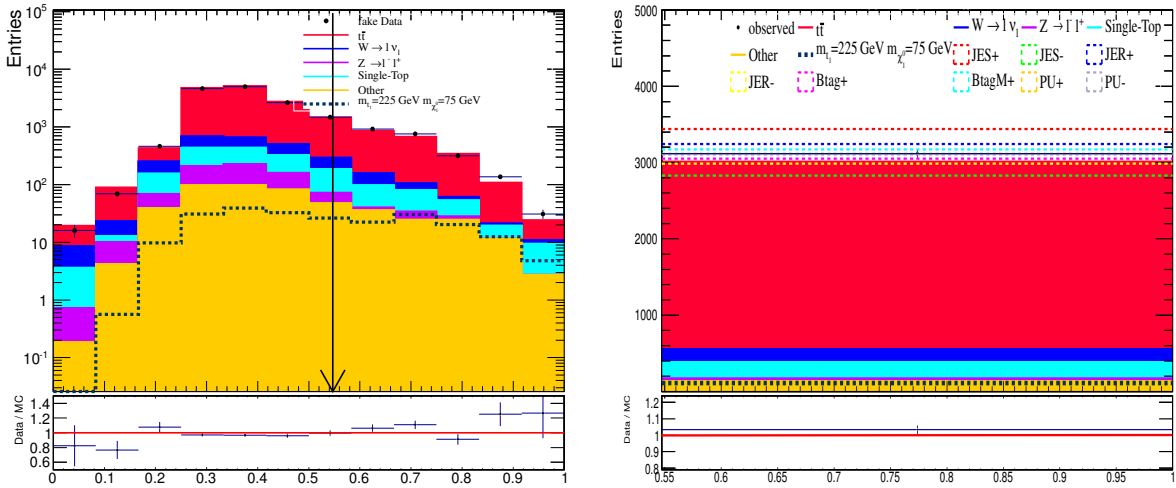 Entries
10⁵
10⁴
10³
10²
10
1
10⁻¹
fake Data
tt̄
W → l ν_l
Z → l⁻ l⁺
Single-Top
Other
m_t̃₁=225 GeV m_χ̃₁⁰=75 GeV
Data / MC
1.4
1.2
1
0.8
0.6
0 0.1 0.2 0.3 0.4 0.5 0.6 0.7 0.8 0.9 1
Entries
5000
4000
3000
2000
1000
observed tt̄ W → l ν_l Z → l⁻ l⁺ Single-Top
Other m_t̃₁=225 GeV m_χ̃₁⁰=75 GeV JES+ JES- JER+
JER- Btag+ BtagM+ PU+ PU-
Data / MC
1.2
1.1
1
0.9
0.8
0.55 0.6 0.65 0.7 0.75 0.8 0.85 0.9 0.95 1